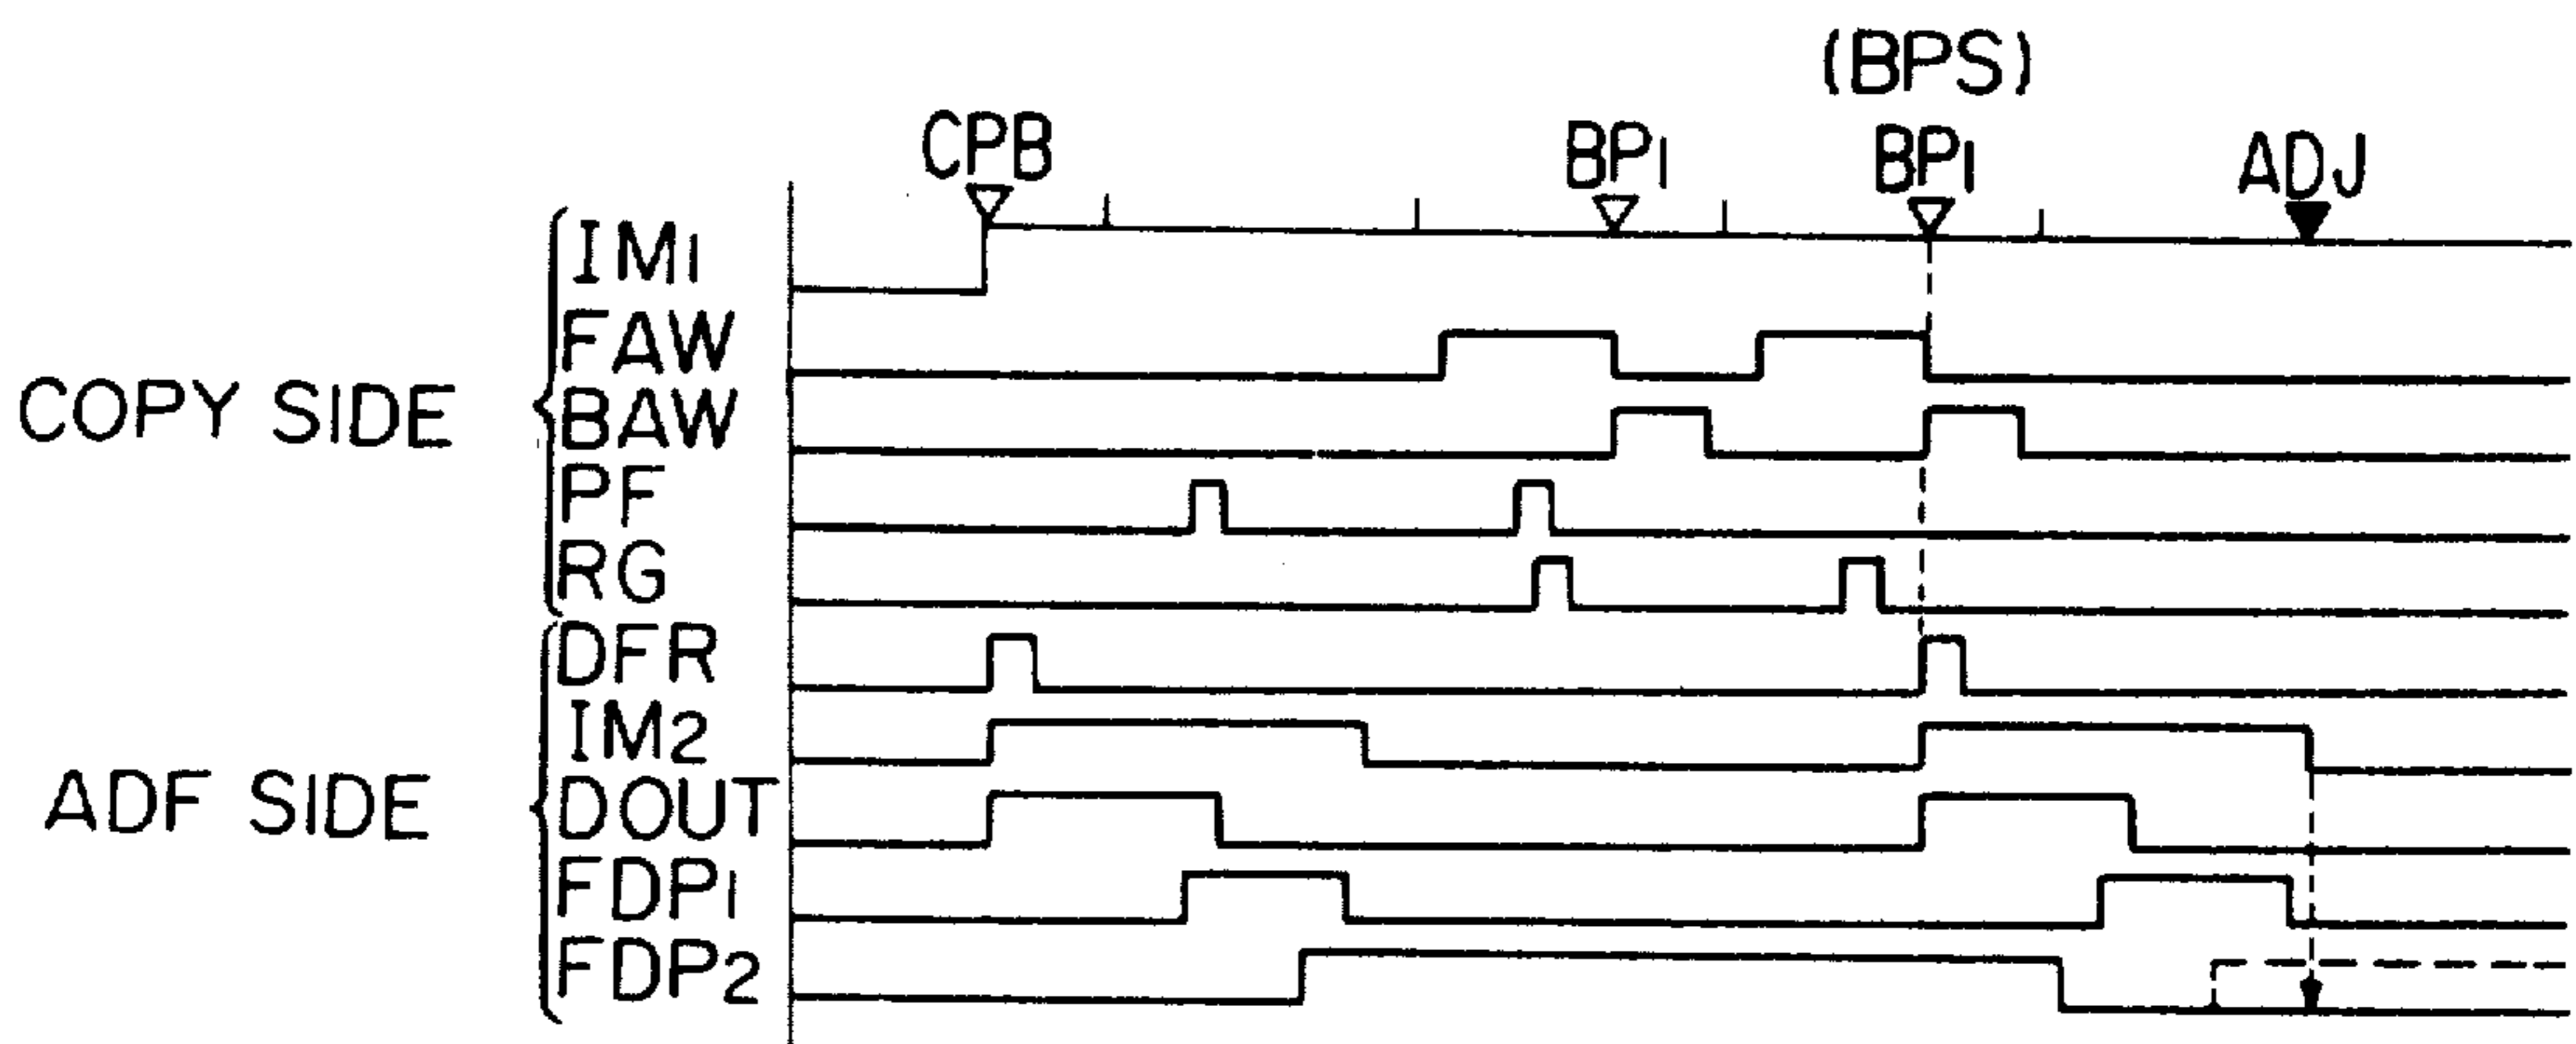 (BPS)
CPB BP1 BP1 ADJ
IM1
FAW
COPY SIDE BAW
PF
RG
DFR
IM2
ADF SIDE DOUT
FDP1
FDP2